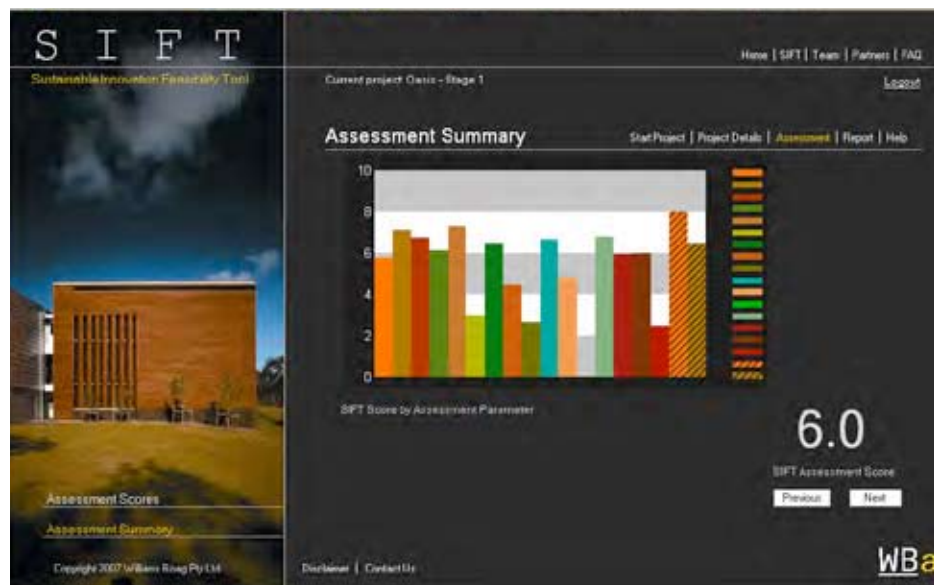 S I F T
Sustainable Innovation Feasibility Tool
Home | SIFT | Team | Partners | FAQ
Current project: Oasis - Stage 1
Logout
Assessment Summary
Start Project | Project Details | Assessment | Report | Help
10
8
6
4
2
0
SIFT Score by Assessment Parameter
6.0
SIFT Assessment Score
Previous
Next
Assessment Scores
Assessment Summary
Copyright 2007 Williams Boag Pty Ltd
Disclaimer | Contact Us
WBa